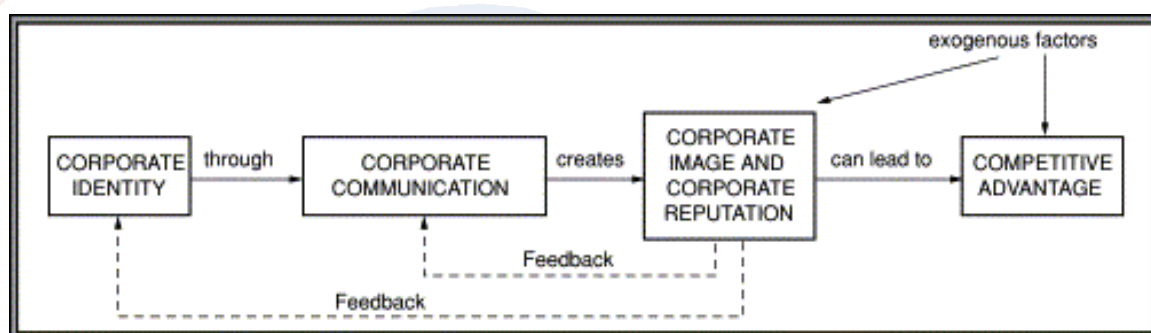 exogenous factors
CORPORATE
IDENTITY
through
CORPORATE
COMMUNICATION
creates
CORPORATE
IMAGE AND
CORPORATE
REPUTATION
can lead to
COMPETITIVE
ADVANTAGE
Feedback
Feedback